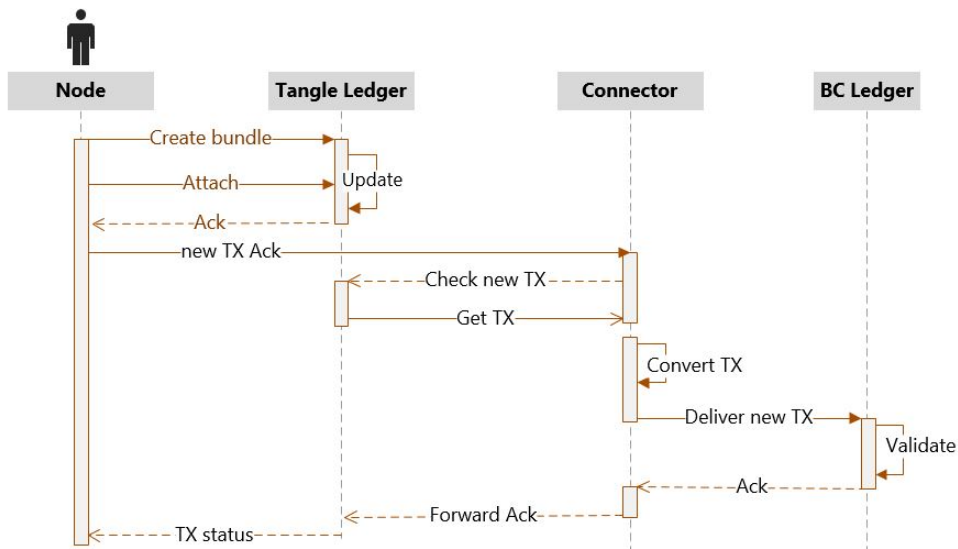 Node
Tangle Ledger
Connector
BC Ledger
Create bundle
Update
Attach
Ack
new TX Ack
Check new TX
Get TX
Convert TX
Deliver new TX
Validate
Ack
Forward Ack
TX status